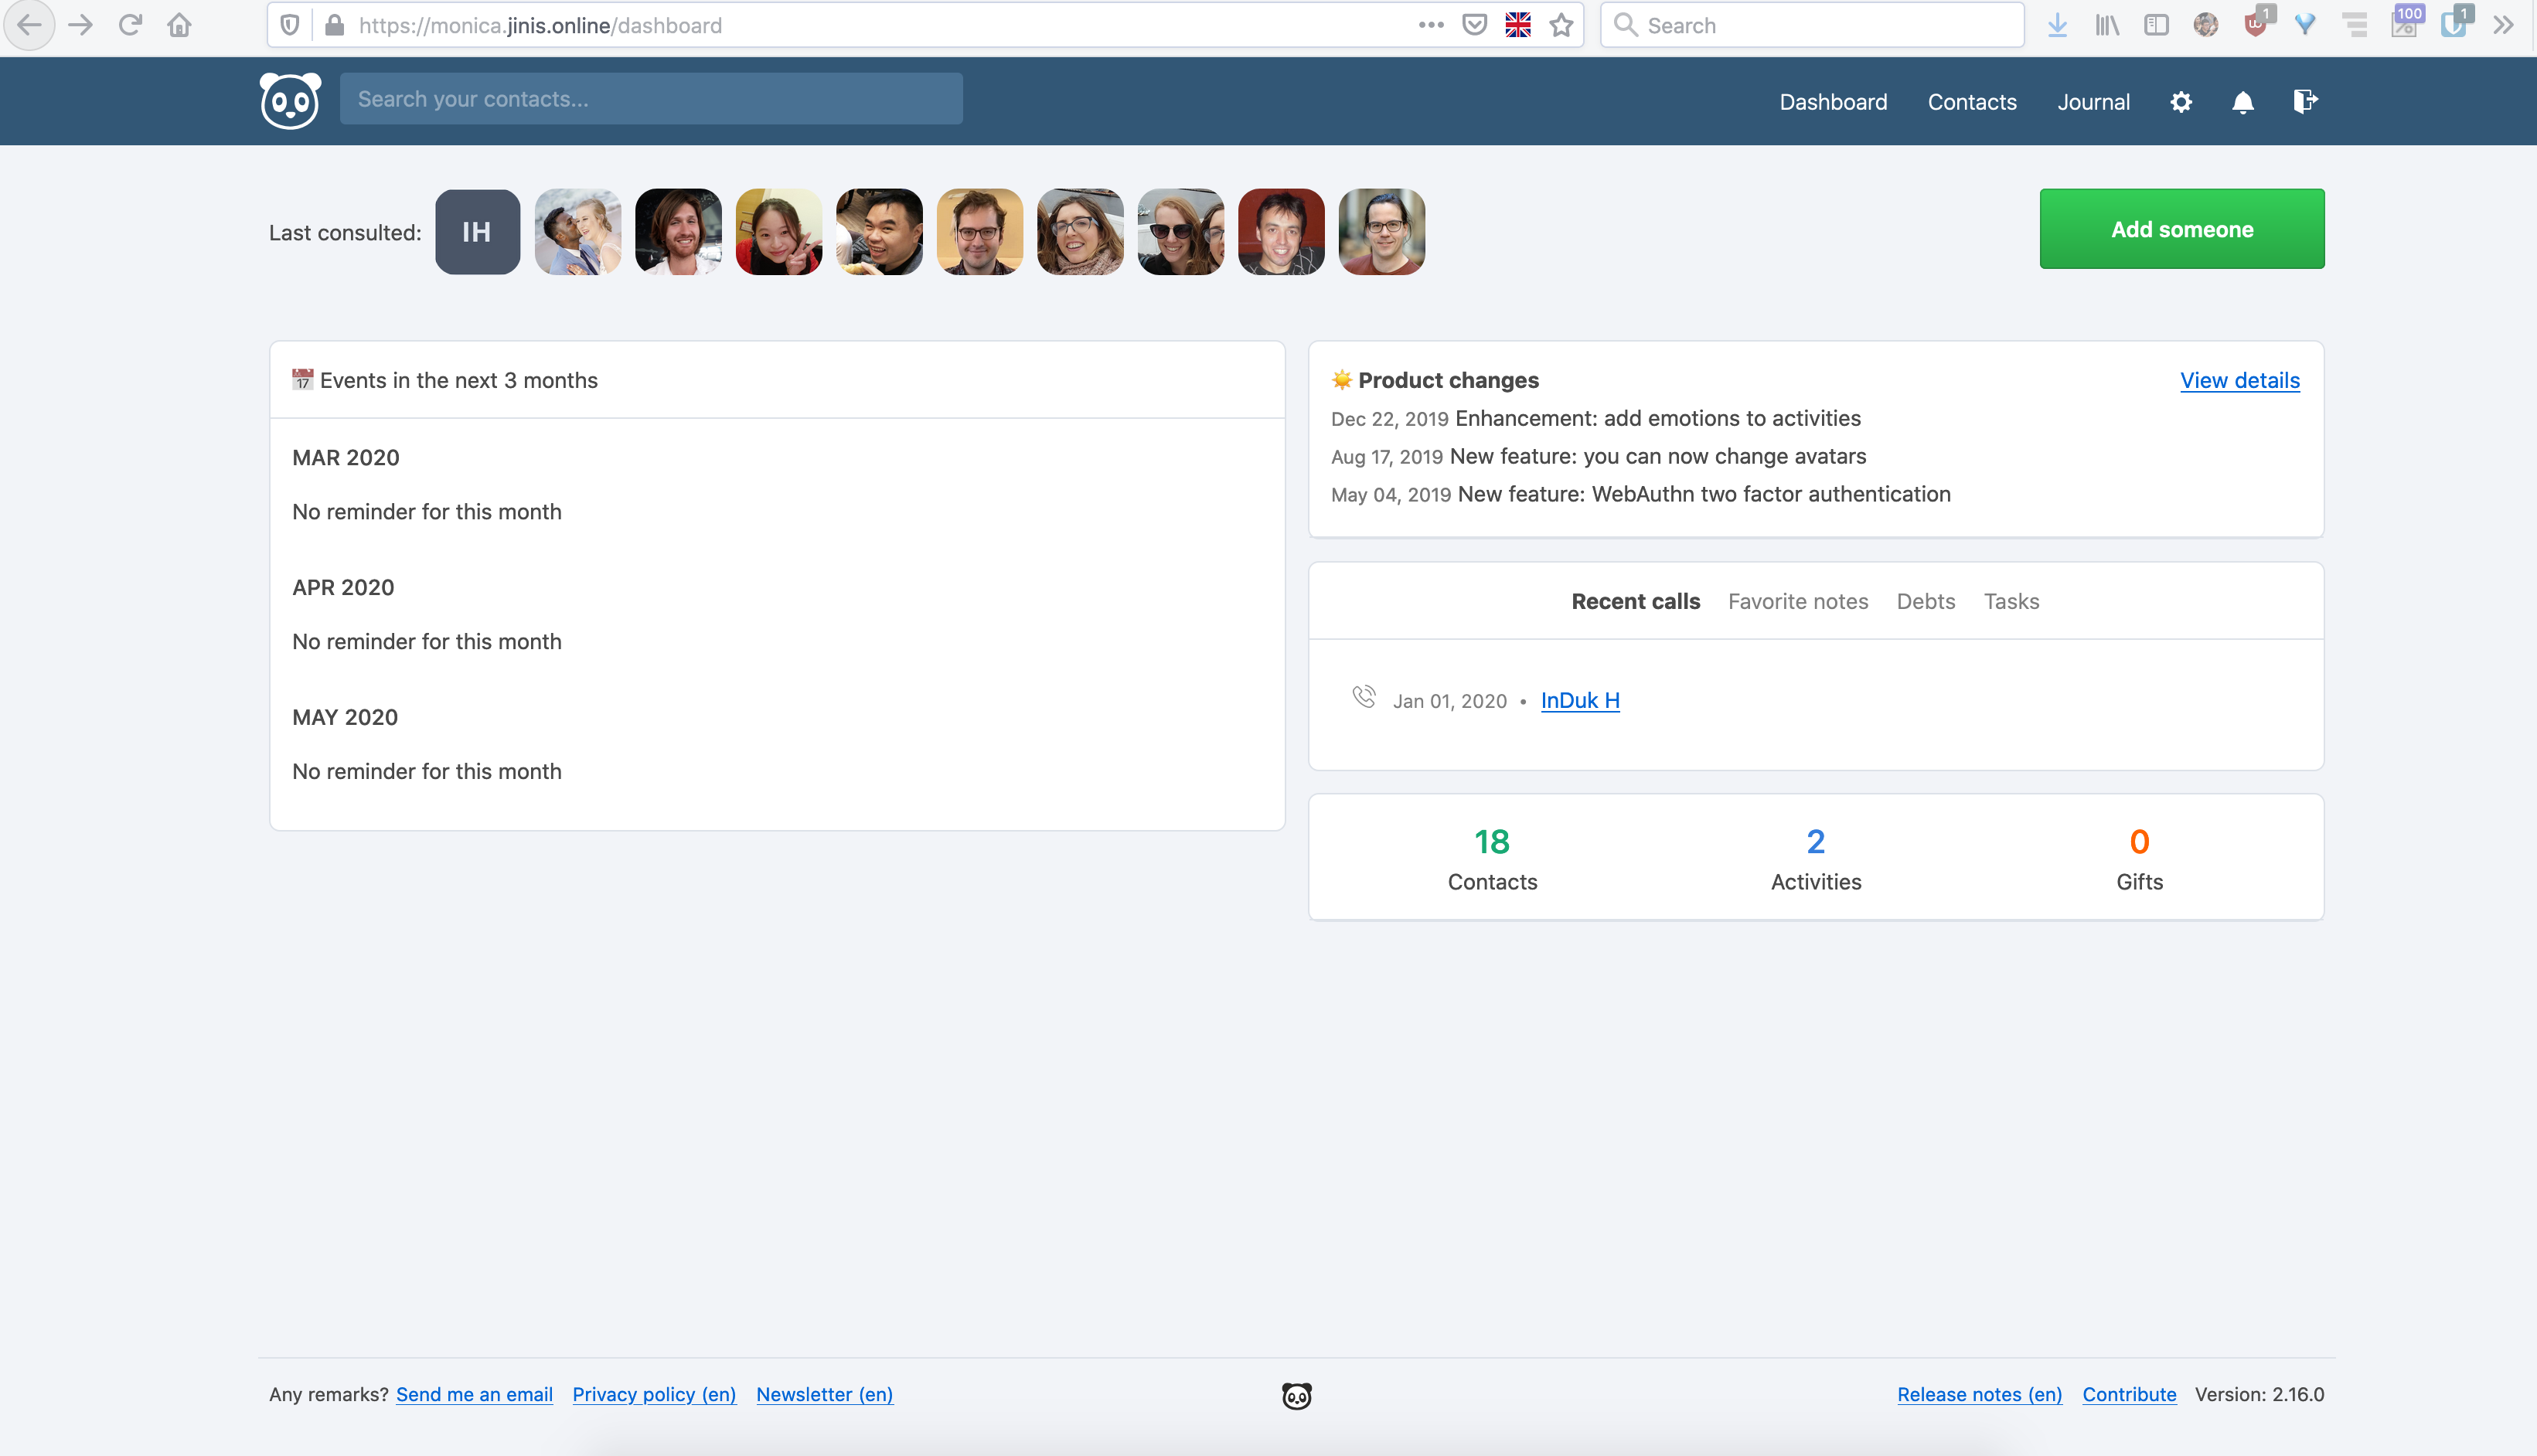 https://monica.jinis.online/dashboard
Search
1
100
1
Search your contacts...
Dashboard Contacts Journal
Last consulted: IH
Add someone
17 Events in the next 3 months
MAR 2020
No reminder for this month
APR 2020
No reminder for this month
MAY 2020
No reminder for this month
Product changes View details
Dec 22, 2019 Enhancement: add emotions to activities
Aug 17, 2019 New feature: you can now change avatars
May 04, 2019 New feature: WebAuthn two factor authentication
Recent calls Favorite notes Debts Tasks
Jan 01, 2020 • InDuk H
18 2 0
Contacts Activities Gifts
Any remarks? Send me an email Privacy policy (en) Newsletter (en)
Release notes (en) Contribute Version: 2.16.0